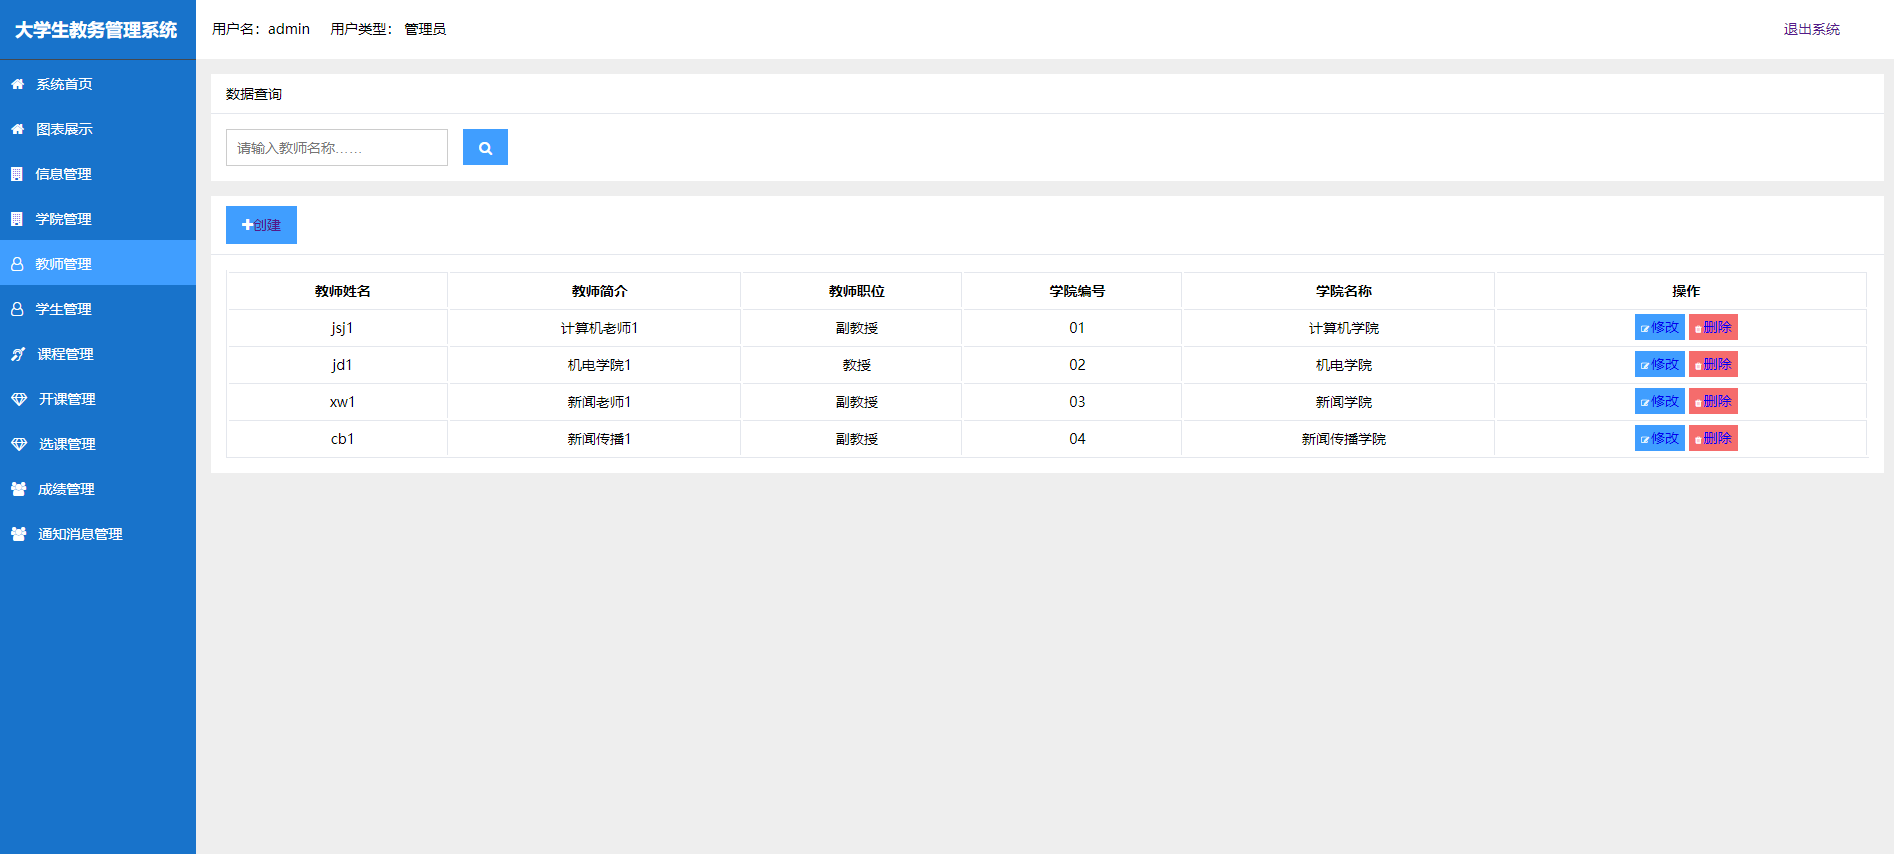 大学生教务管理系统
用户名：admin 用户类型： 管理员
退出系统
系统首页
图表展示
信息管理
学院管理
教师管理
学生管理
课程管理
开课管理
选课管理
成绩管理
通知消息管理
数据查询
请输入教师名称……
创建
教师姓名 教师简介 教师职位 学院编号 学院名称 操作
jsj1 计算机老师1 副教授 01 计算机学院 修改 删除
jd1 机电学院1 教授 02 机电学院 修改 删除
xw1 新闻老师1 副教授 03 新闻学院 修改 删除
cb1 新闻传播1 副教授 04 新闻传播学院 修改 删除